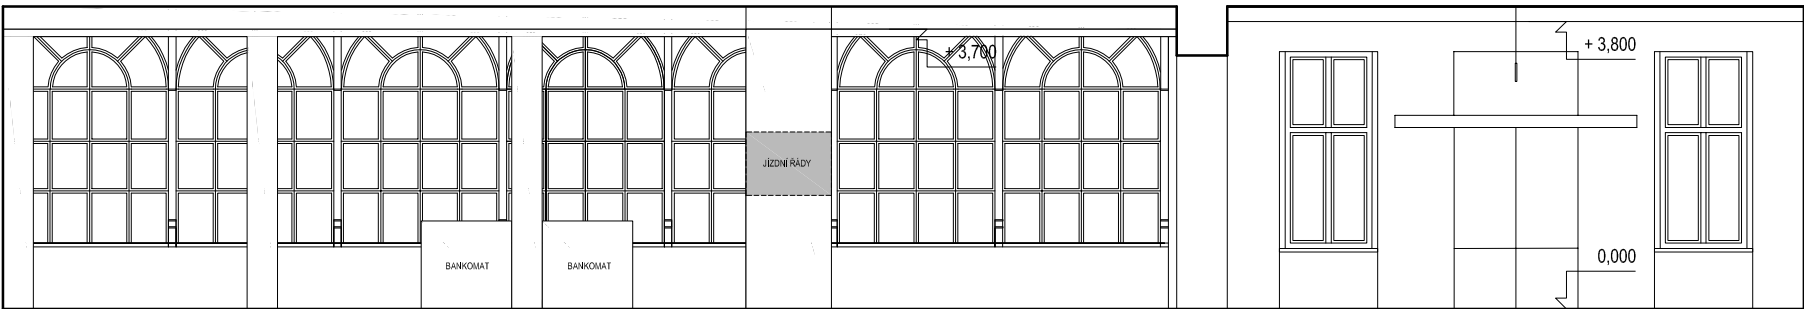 + 3,700
+ 3,800
JÍZDNÍ ŘÁDY
0,000
BANKOMAT
BANKOMAT